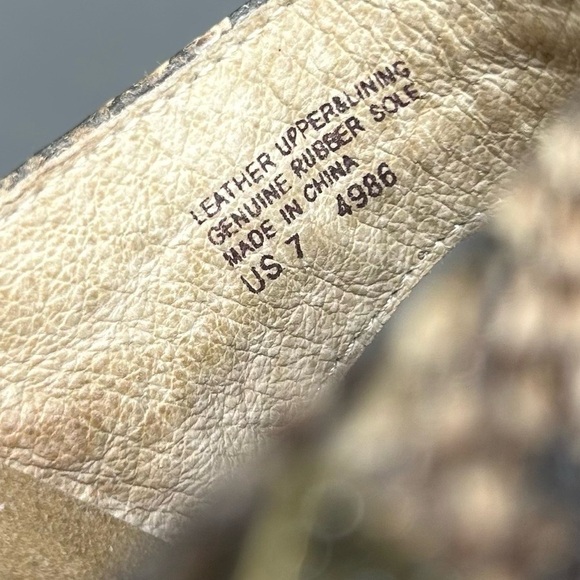 LEATHER UPPER&LINING
GENUINE RUBBER SOLE
MADE IN CHINA
US 7 4986